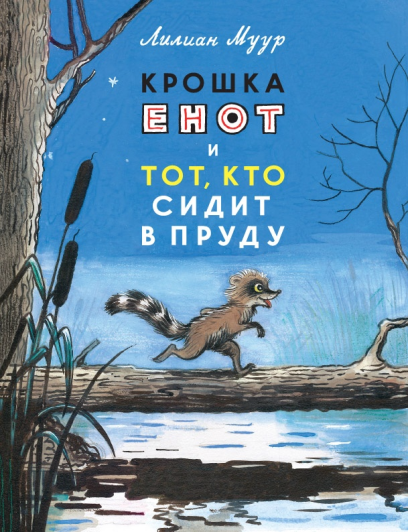 Лилиан Муур
КРОШКА
ЕНОТ
И
ТОТ, КТО
СИДИТ
В ПРУДУ